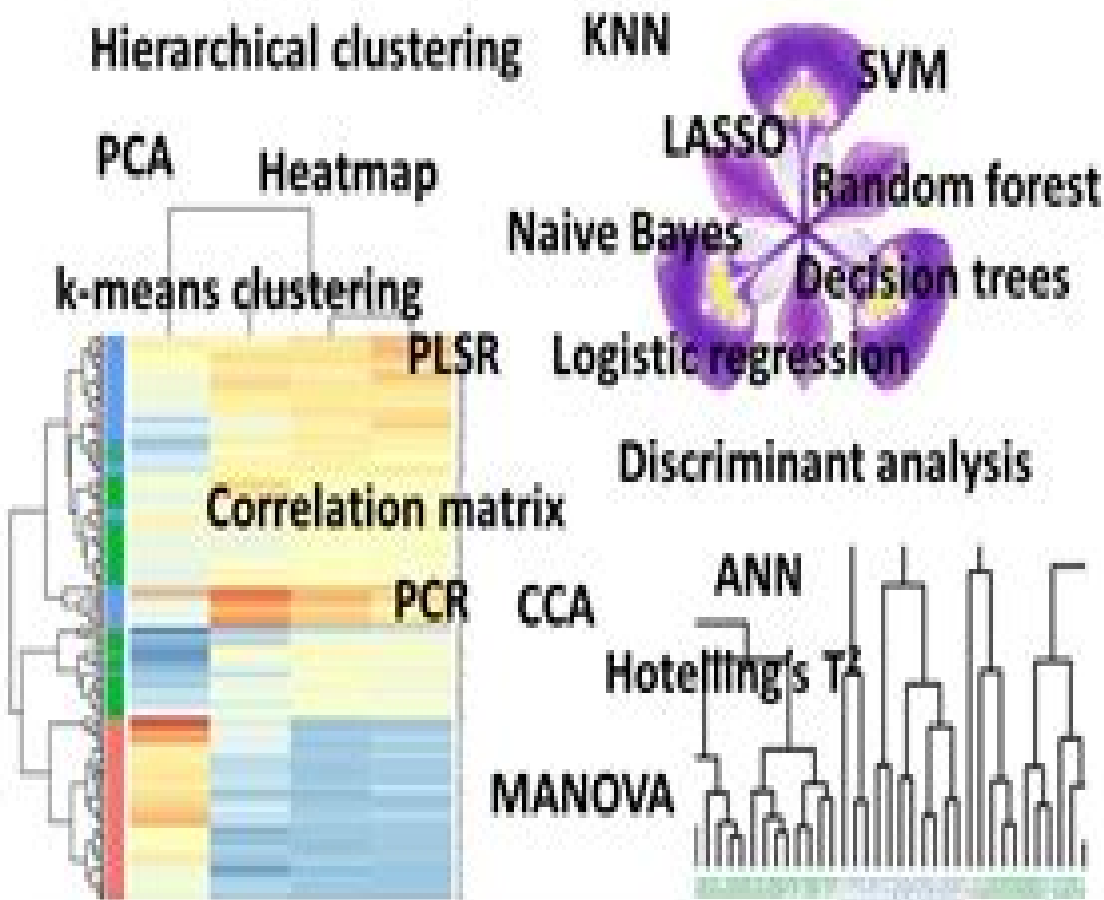 Hierarchical clustering
KNN
SVM
LASSO
PCA
Heatmap
Random forest
Naive Bayes
k-means clustering
Decision trees
PLSR
Logistic regression
Discriminant analysis
Correlation matrix
ANN
PCR
CCA
Hotelling's T²
MANOVA